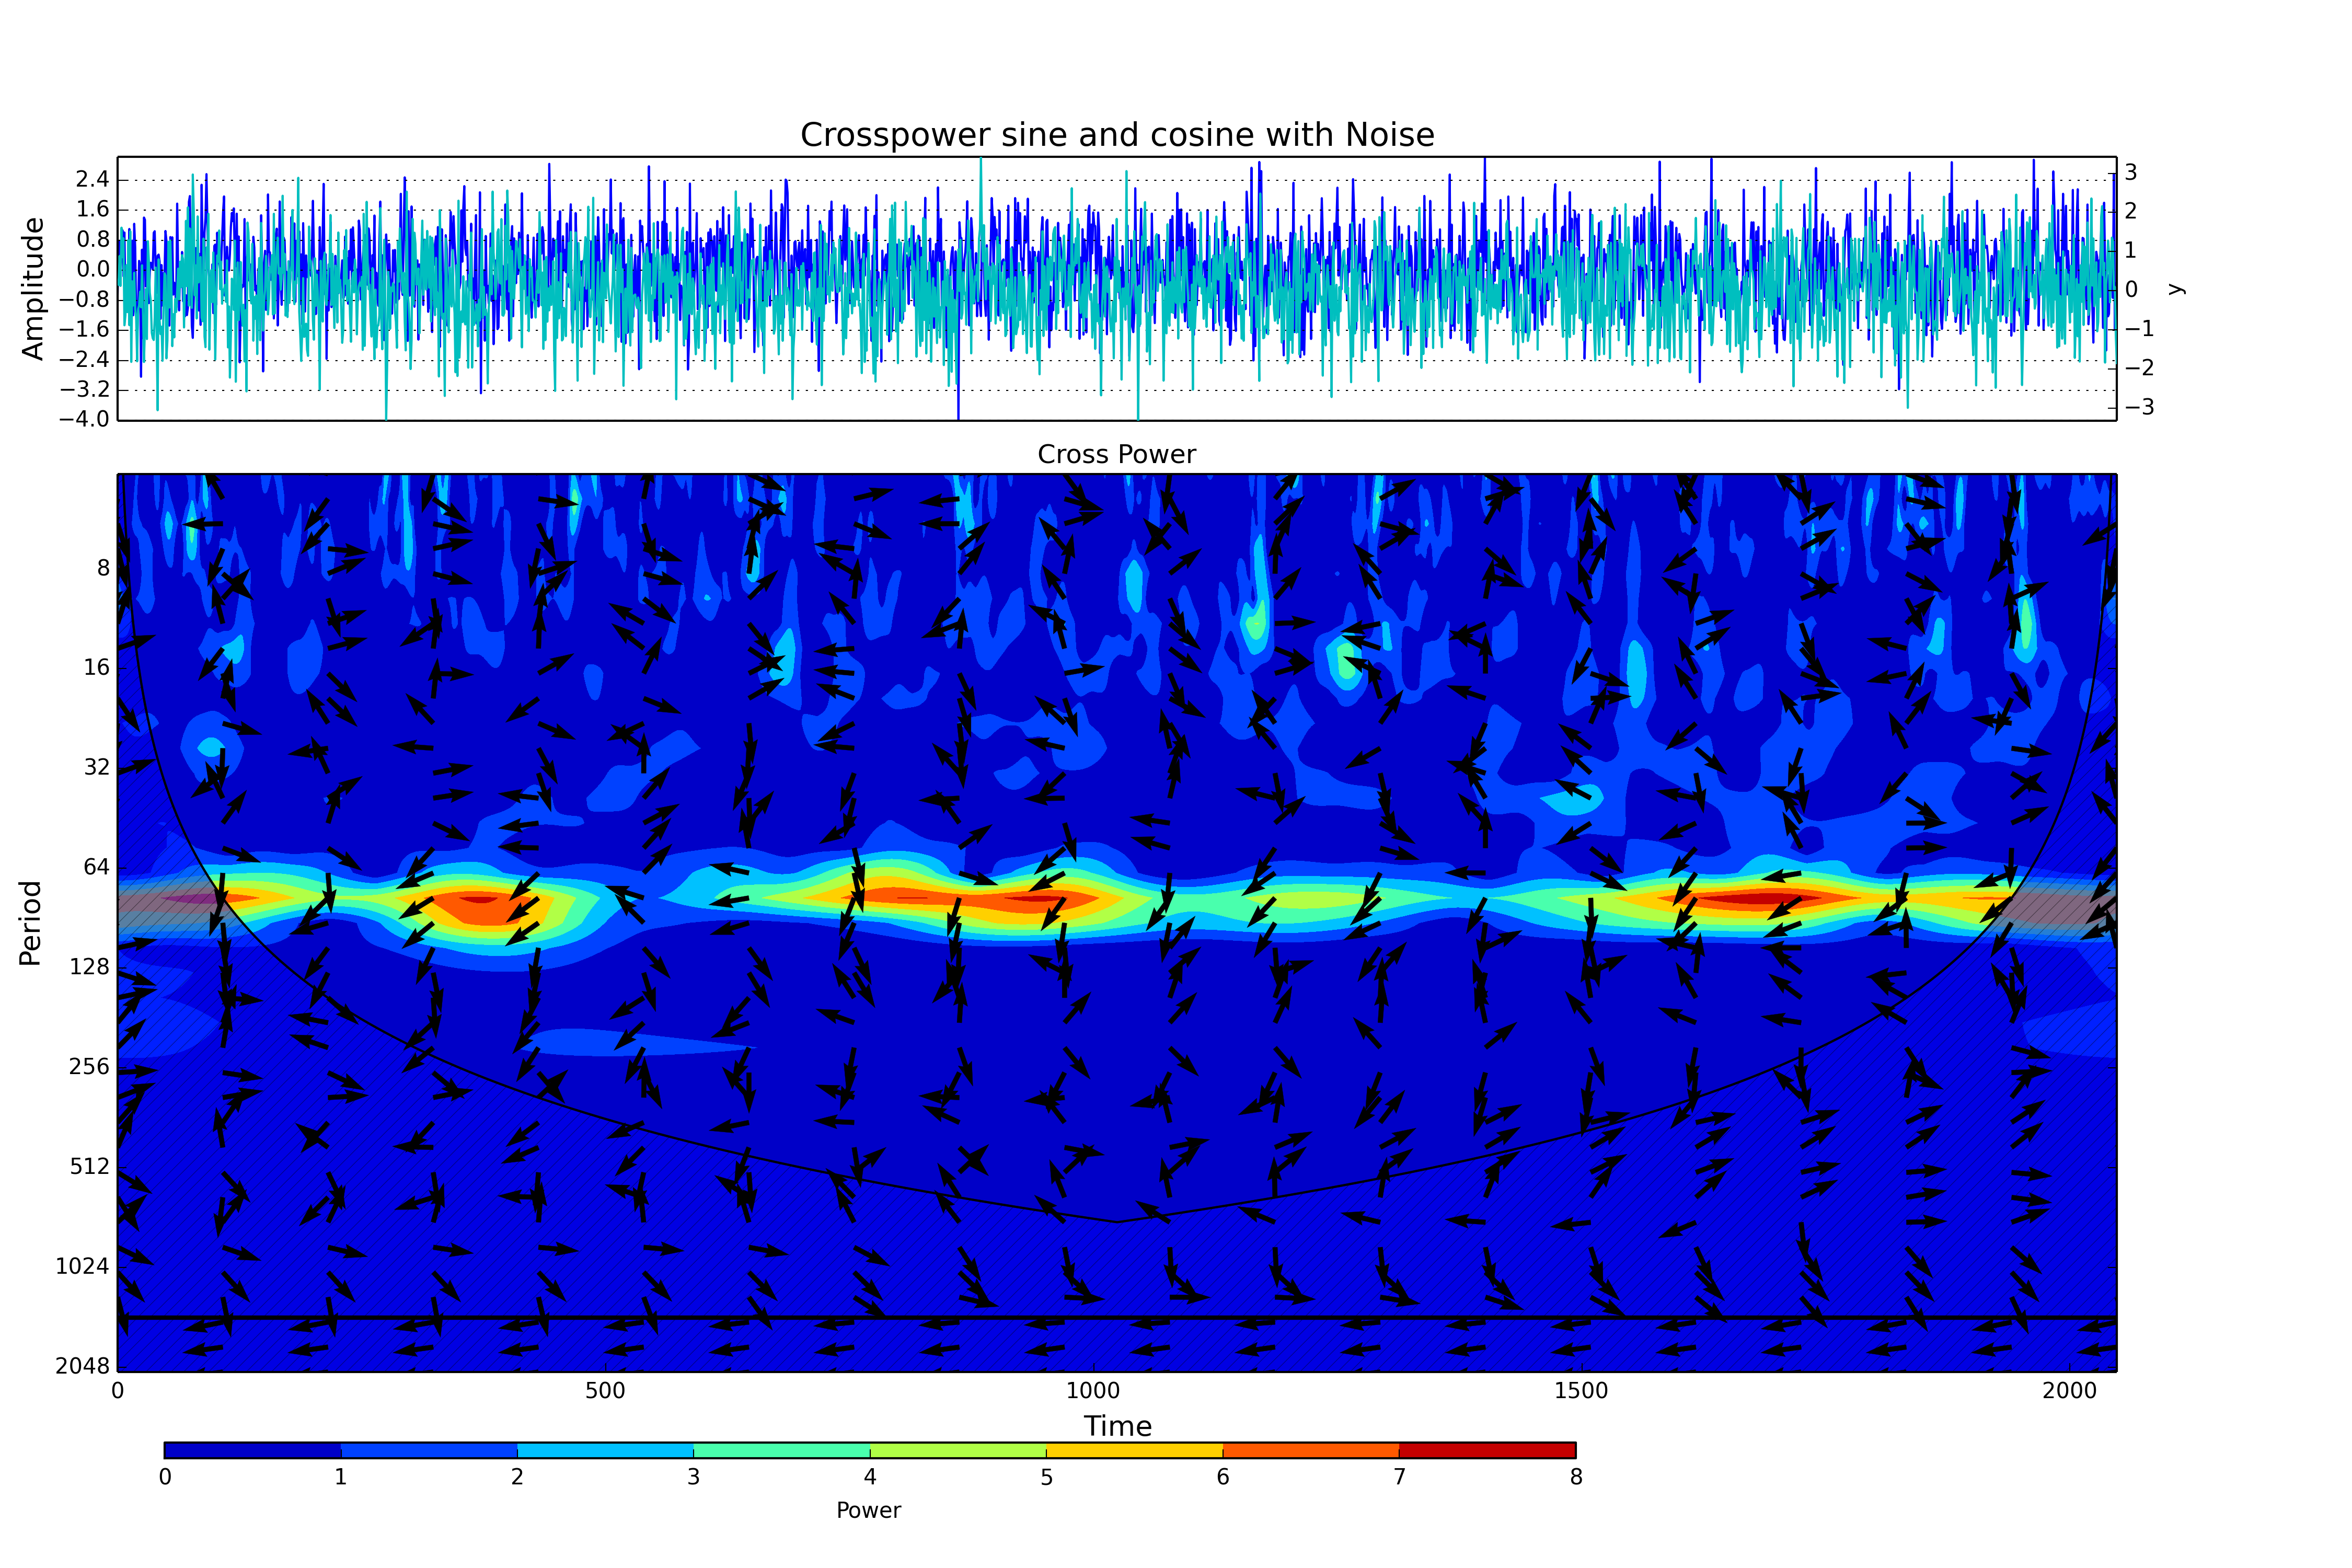 Crosspower sine and cosine with Noise
2.4
1.6
0.8
0.0
−0.8
−1.6
−2.4
−3.2
−4.0
Amplitude
3
2
1
0
−1
−2
−3
y
Cross Power
8
16
32
64
128
256
512
1024
2048
Period
0 500 1000 1500 2000
Time
0 1 2 3 4 5 6 7 8
Power